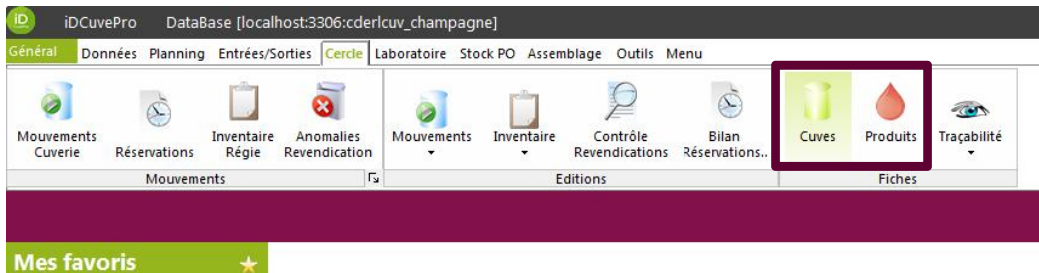 iD iDCuvePro DataBase [localhost:3306:cderlcuv_champagne]
Général Données Planning Entrées/Sorties Cercle Laboratoire Stock PO Assemblage Outils Menu
Mouvements Cuverie Réservations Inventaire Régie Anomalies Revendication Mouvements Inventaire Contrôle Revendications Bilan Réservations.. Cuves Produits Traçabilité
Mouvements Editions Fiches
Mes favoris